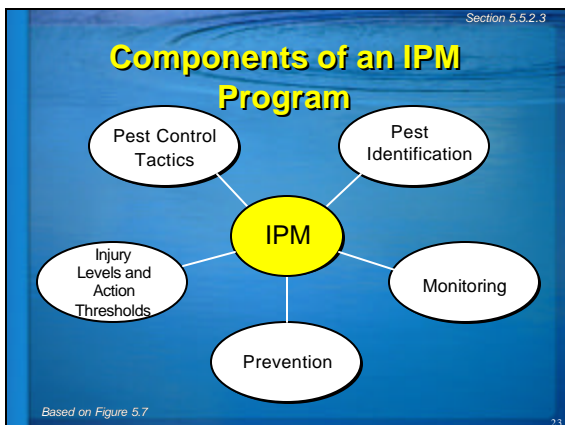 Section 5.5.2.3
Components of an IPM
Program
Pest Control
Tactics
Pest
Identification
IPM
Injury
Levels and
Action
Thresholds
Monitoring
Prevention
Based on Figure 5.7
23